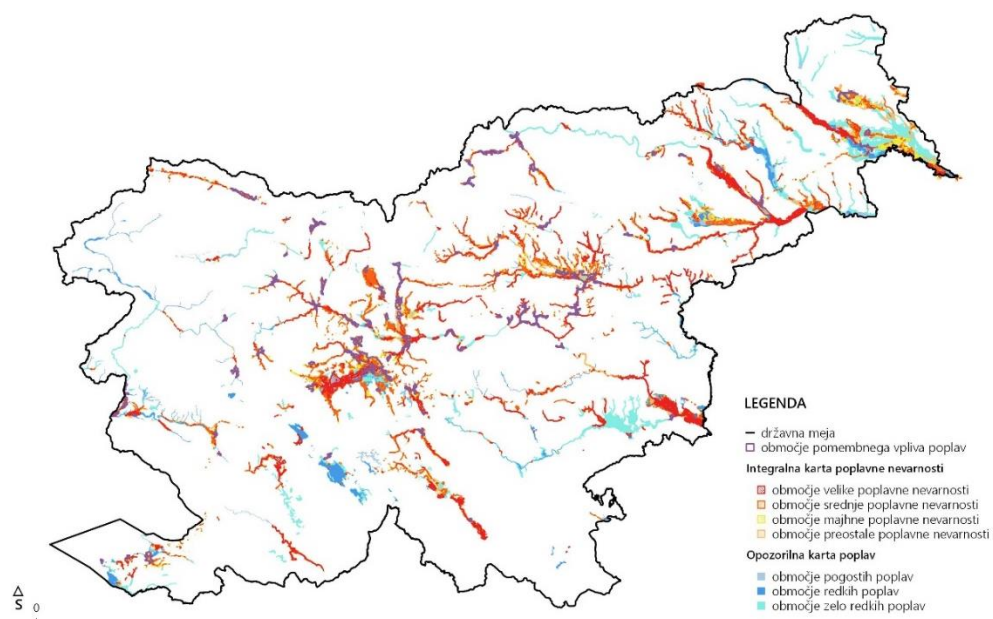 LEGENDA
državna meja
območje pomembnega vpliva poplav
Integralna karta poplavne nevarnosti
območje velike poplavne nevarnosti
območje srednje poplavne nevarnosti
območje majhne poplavne nevarnosti
območje preostale poplavne nevarnosti
Opozorilna karta poplav
območje pogostih poplav
območje redkih poplav
območje zelo redkih poplav
S 0